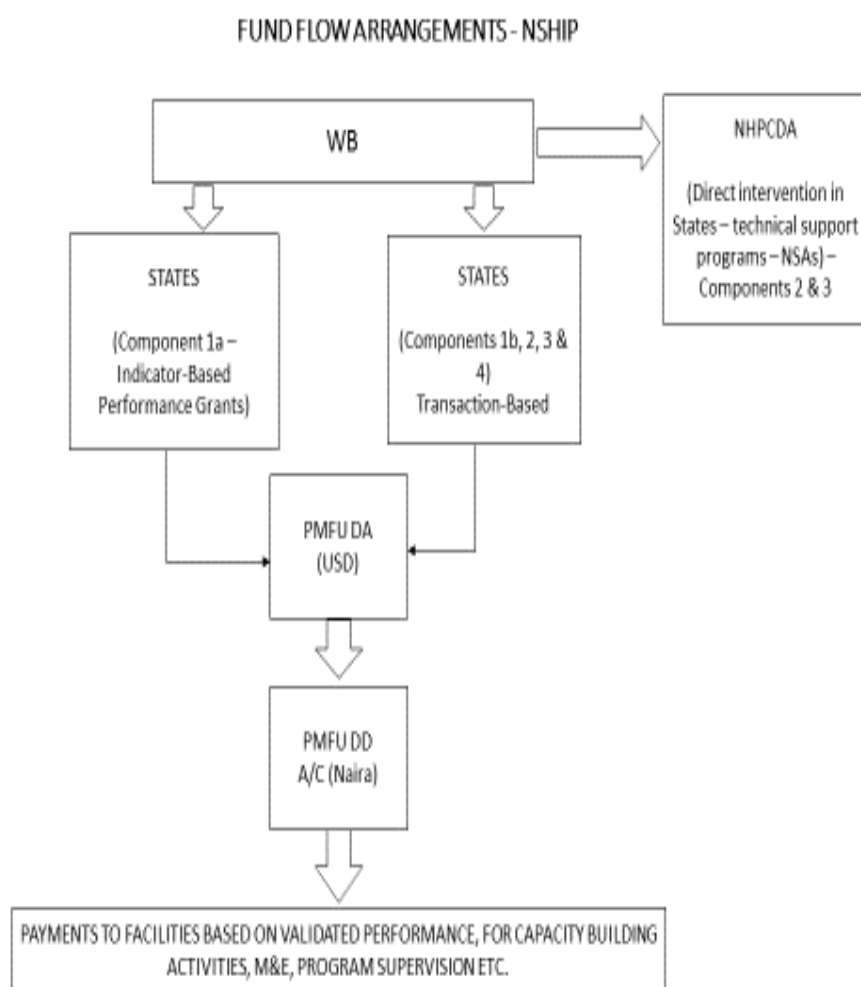 FUND FLOW ARRANGEMENTS - NSHIP
WB
NHPCDA
(Direct intervention in
States – technical support
programs – NSAs) –
Components 2 & 3
STATES
(Component 1a –
Indicator-Based
Performance Grants)
STATES
(Components 1b, 2, 3 &
4)
Transaction-Based
PMFU DA
(USD)
PMFU DD
A/C (Naira)
PAYMENTS TO FACILITIES BASED ON VALIDATED PERFORMANCE, FOR CAPACITY BUILDING
ACTIVITIES, M&E, PROGRAM SUPERVISION ETC.